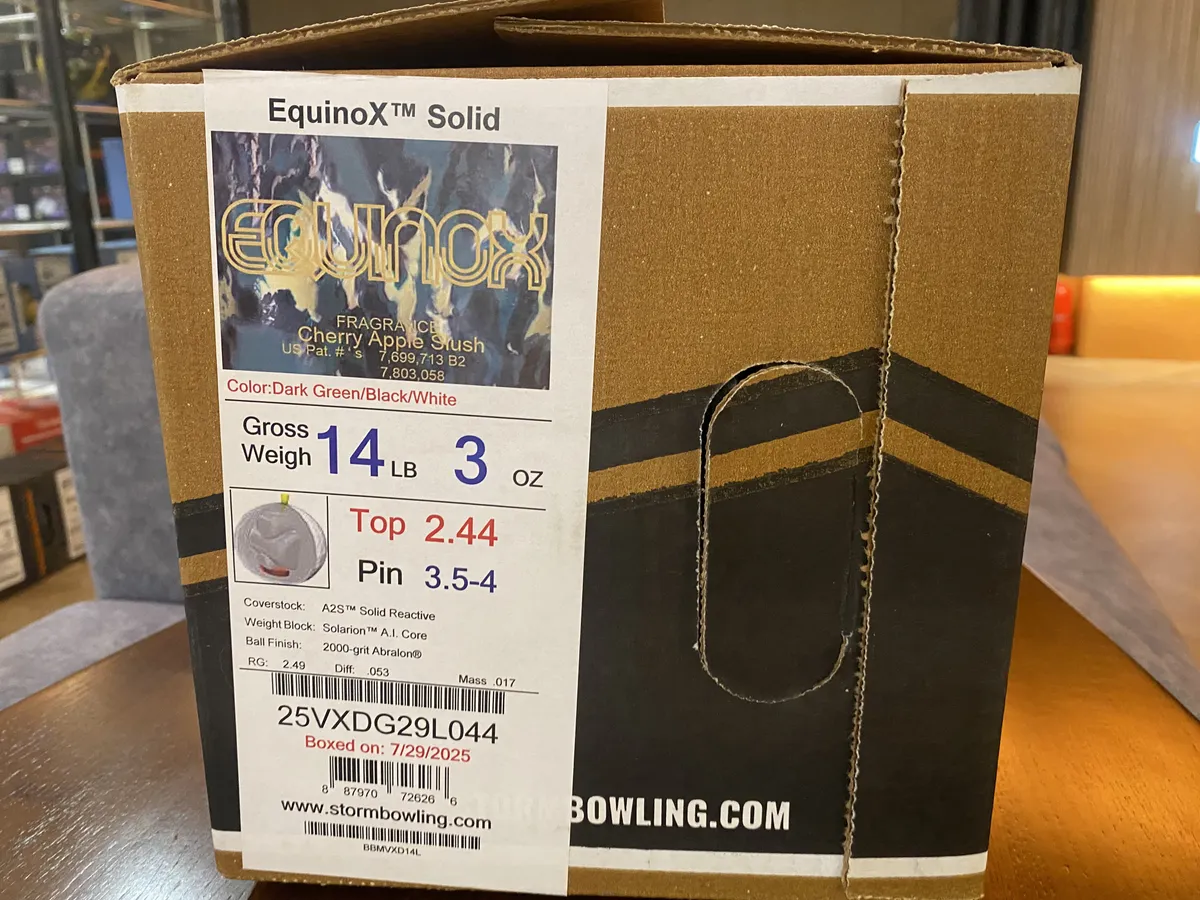 EquinoX™ Solid
EQUINOX
FRAGRANCE
Cherry Apple Slush
US Pat. # ' s 7,699,713 B2
7,803,058
Color:Dark Green/Black/White
Gross
Weigh 14 LB 3 OZ
Top 2.44
Pin 3.5-4
Coverstock: A2S™ Solid Reactive
Weight Block: Solarion™ A.I. Core
Ball Finish: 2000-grit Abralon®
RG: 2.49 Diff: .053 Mass .017
25VXDG29L044
Boxed on: 7/29/2025
8 87970 72626 6
www.stormbowling.com
BBMVXD14L
STORMBOWLING.COM